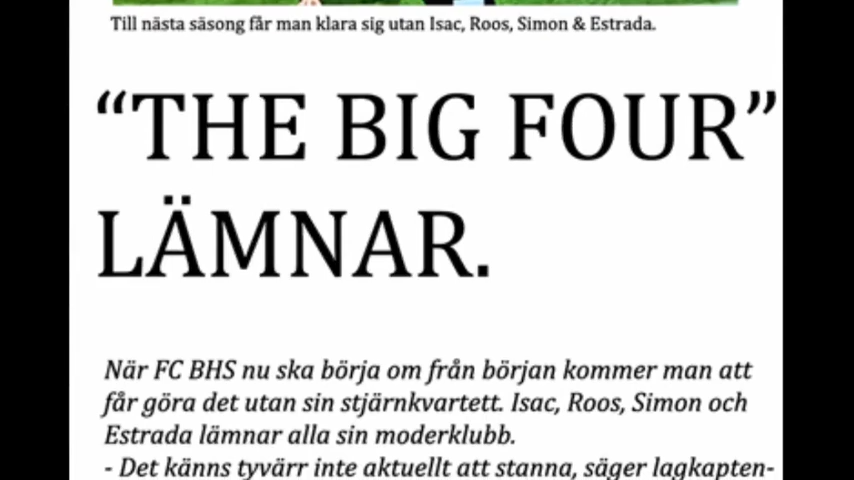 Till nästa säsong får man klara sig utan Isac, Roos, Simon & Estrada.
“THE BIG FOUR”
LÄMNAR.
När FC BHS nu ska börja om från början kommer man att
får göra det utan sin stjärnkvartett. Isac, Roos, Simon och
Estrada lämnar alla sin moderklubb.
- Det känns tyvärr inte aktuellt att stanna, säger lagkapten-